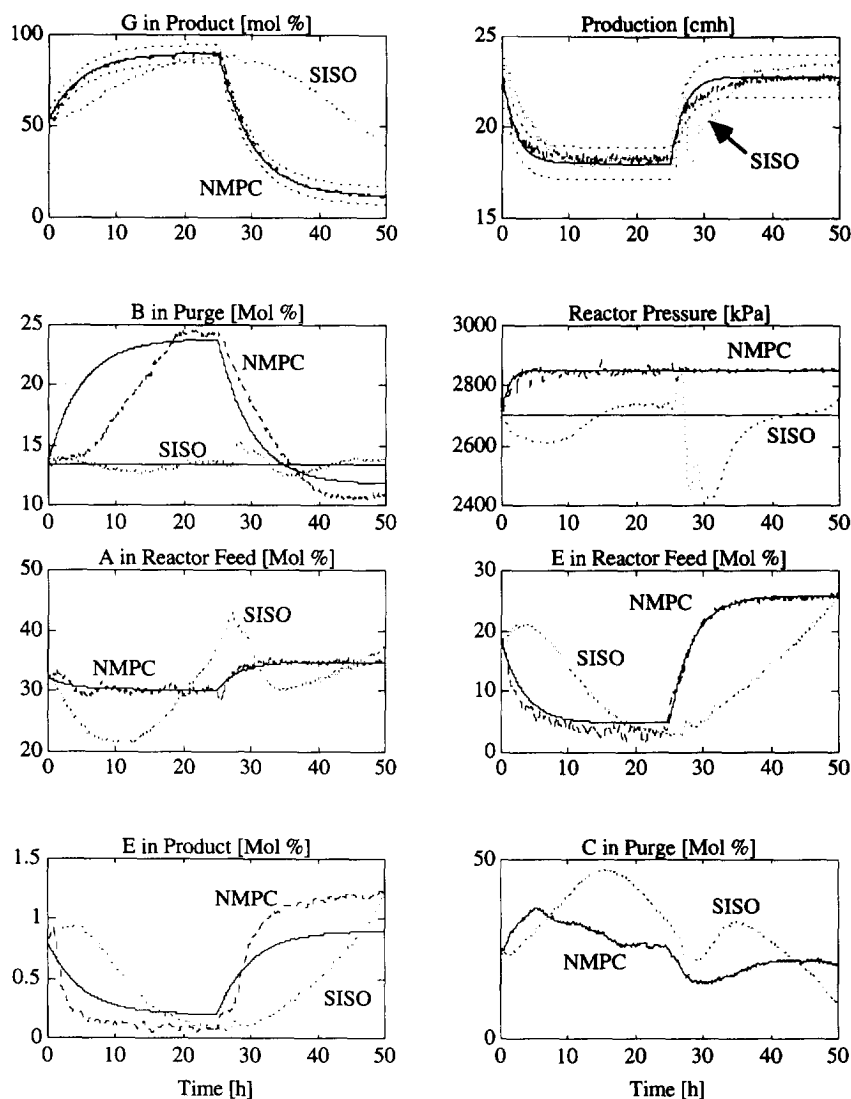 G in Product [mol %]
100
50
0
0 10 20 30 40 50
SISO
NMPC
Production [cmh]
25
20
15
0 10 20 30 40 50
SISO
B in Purge [Mol %]
25
20
15
10
0 10 20 30 40 50
NMPC
SISO
Reactor Pressure [kPa]
3000
2800
2600
2400
0 10 20 30 40 50
NMPC
SISO
A in Reactor Feed [Mol %]
50
40
30
20
0 10 20 30 40 50
SISO
NMPC
E in Reactor Feed [Mol %]
30
20
10
0
0 10 20 30 40 50
NMPC
SISO
E in Product [Mol %]
1.5
1
0.5
0
0 10 20 30 40 50
NMPC
SISO
Time [h]
C in Purge [Mol %]
50
0
0 10 20 30 40 50
SISO
NMPC
Time [h]